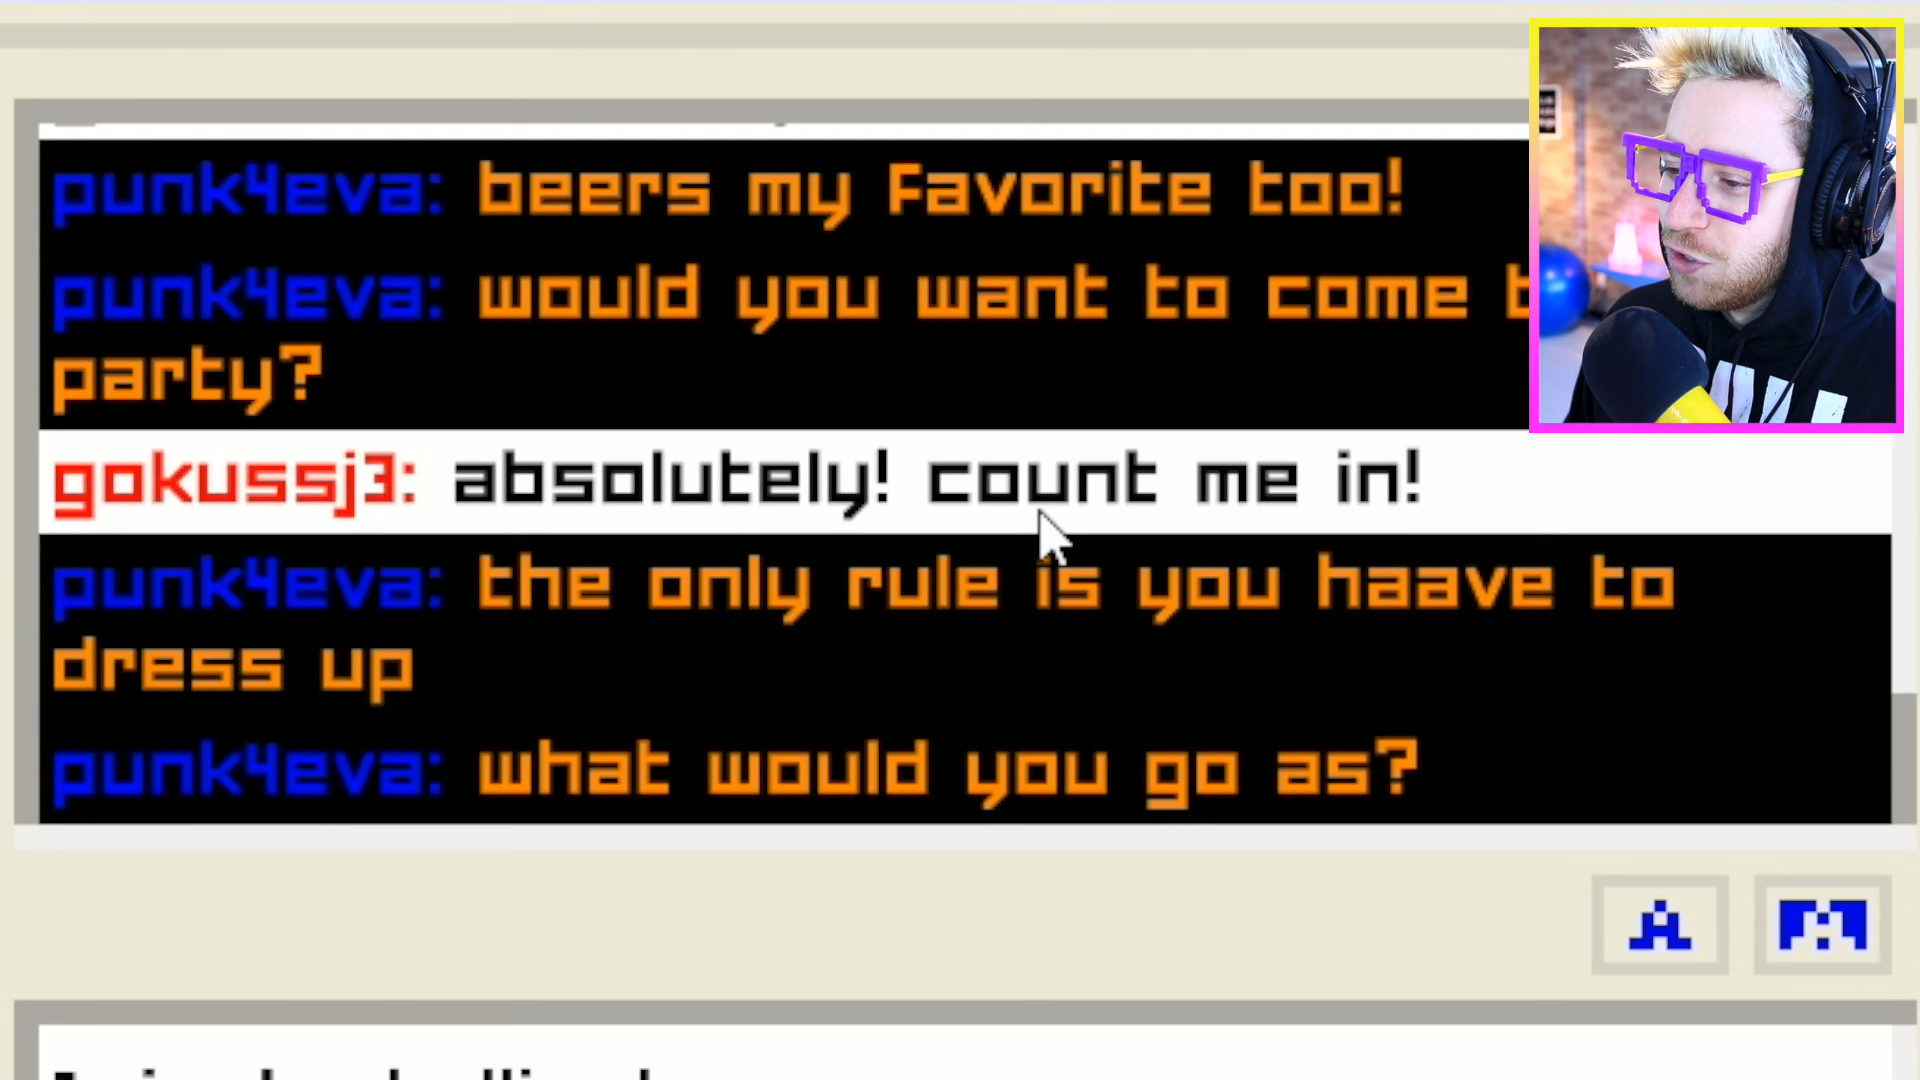 punk4eva: beers my favorite too!
punk4eva: would you want to come
party?
gokussj3: absolutely! count me in!
punk4eva: the only rule is you haave to
dress up
punk4eva: what would you go as?
A